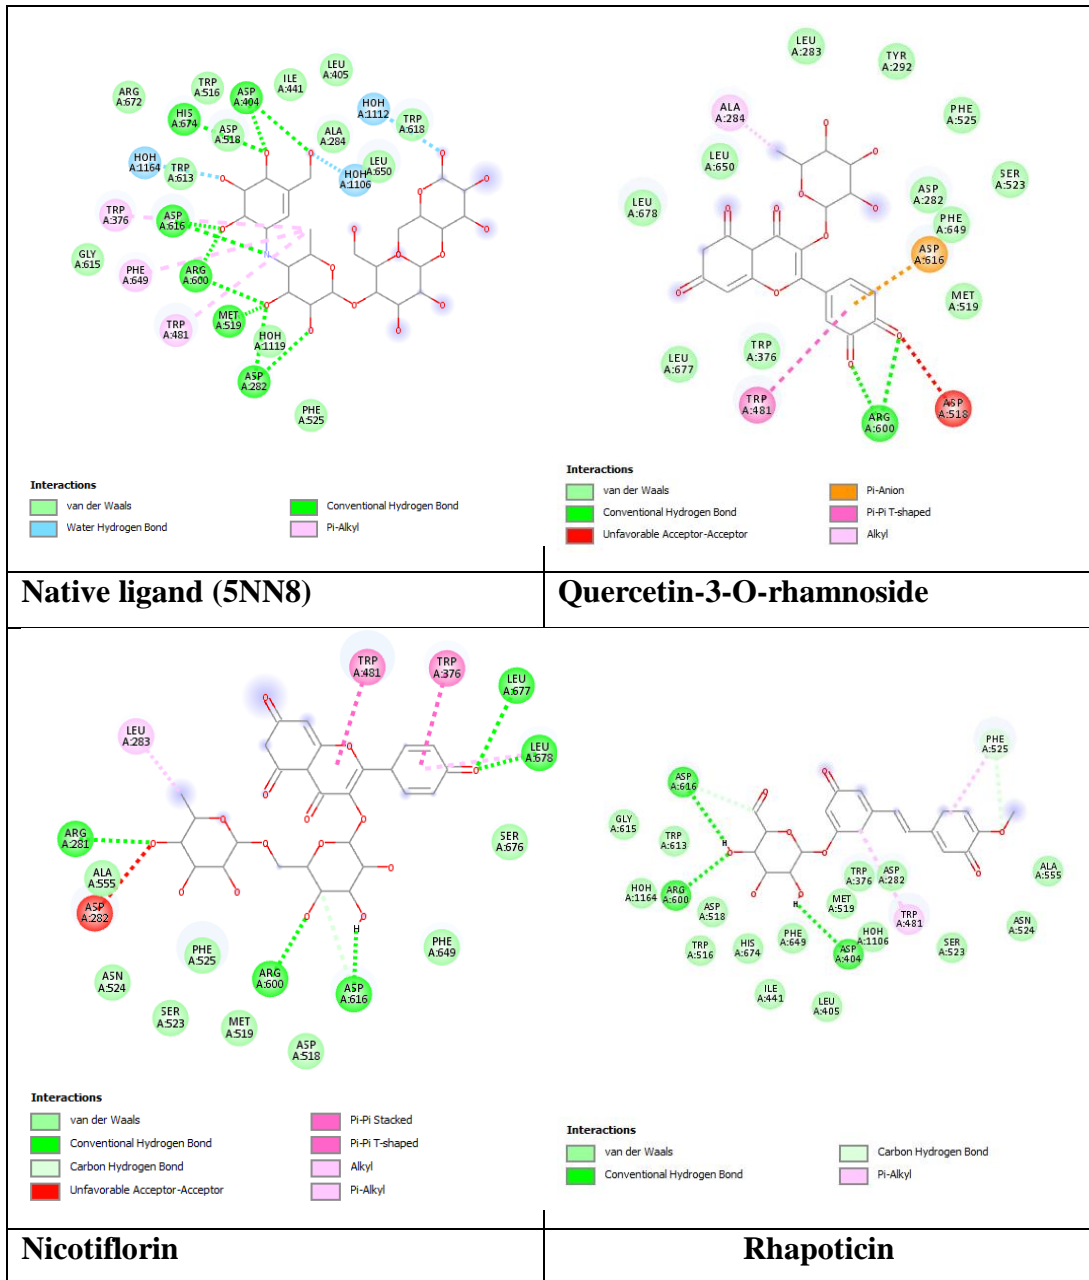 LEU
A:405
TRP
A:516
ASP
A:404
ILE
A:441
ARG
A:672
HOH
A:1112
HIS
A:674
ASP
A:518
ALA
A:284
TRP
A:618
HOH
A:1164
TRP
A:613
LEU
A:650
HOH
A:1106
TRP
A:376
ASP
A:616
GLY
A:615
PHE
A:649
ARG
A:600
MET
A:519
TRP
A:481
HOH
A:1119
ASP
A:282
PHE
A:525
Interactions
van der Waals
Water Hydrogen Bond
Conventional Hydrogen Bond
Pi-Alkyl
LEU
A:283
TYR
A:292
ALA
A:284
PHE
A:525
LEU
A:650
SER
A:523
ASP
A:282
LEU
A:678
PHE
A:649
ASP
A:616
MET
A:519
TRP
A:376
LEU
A:677
TRP
A:481
ARG
A:600
ASP
A:518
Interactions
van der Waals
Conventional Hydrogen Bond
Unfavorable Acceptor-Acceptor
Pi-Anion
Pi-Pi T-shaped
Alkyl
Native ligand (5NN8)
Quercetin-3-O-rhamnoside
TRP
A:481
TRP
A:376
LEU
A:677
LEU
A:283
LEU
A:678
ARG
A:281
SER
A:676
ALA
A:555
ASP
A:282
PHE
A:525
PHE
A:649
ASN
A:524
ARG
A:600
ASP
A:616
SER
A:523
MET
A:519
ASP
A:518
Interactions
van der Waals
Conventional Hydrogen Bond
Carbon Hydrogen Bond
Unfavorable Acceptor-Acceptor
Pi-Pi Stacked
Pi-Pi T-shaped
Alkyl
Pi-Alkyl
PHE
A:525
ASP
A:616
GLY
A:615
TRP
A:613
TRP
A:376
ASP
A:282
ALA
A:555
HOH
A:1164
ARG
A:600
ASP
A:518
MET
A:519
TRP
A:481
ASN
A:524
TRP
A:516
HIS
A:674
PHE
A:649
HOH
A:1106
ASP
A:404
SER
A:523
ILE
A:441
LEU
A:405
Interactions
van der Waals
Conventional Hydrogen Bond
Carbon Hydrogen Bond
Pi-Alkyl
Nicotiflorin
Rhapoticin